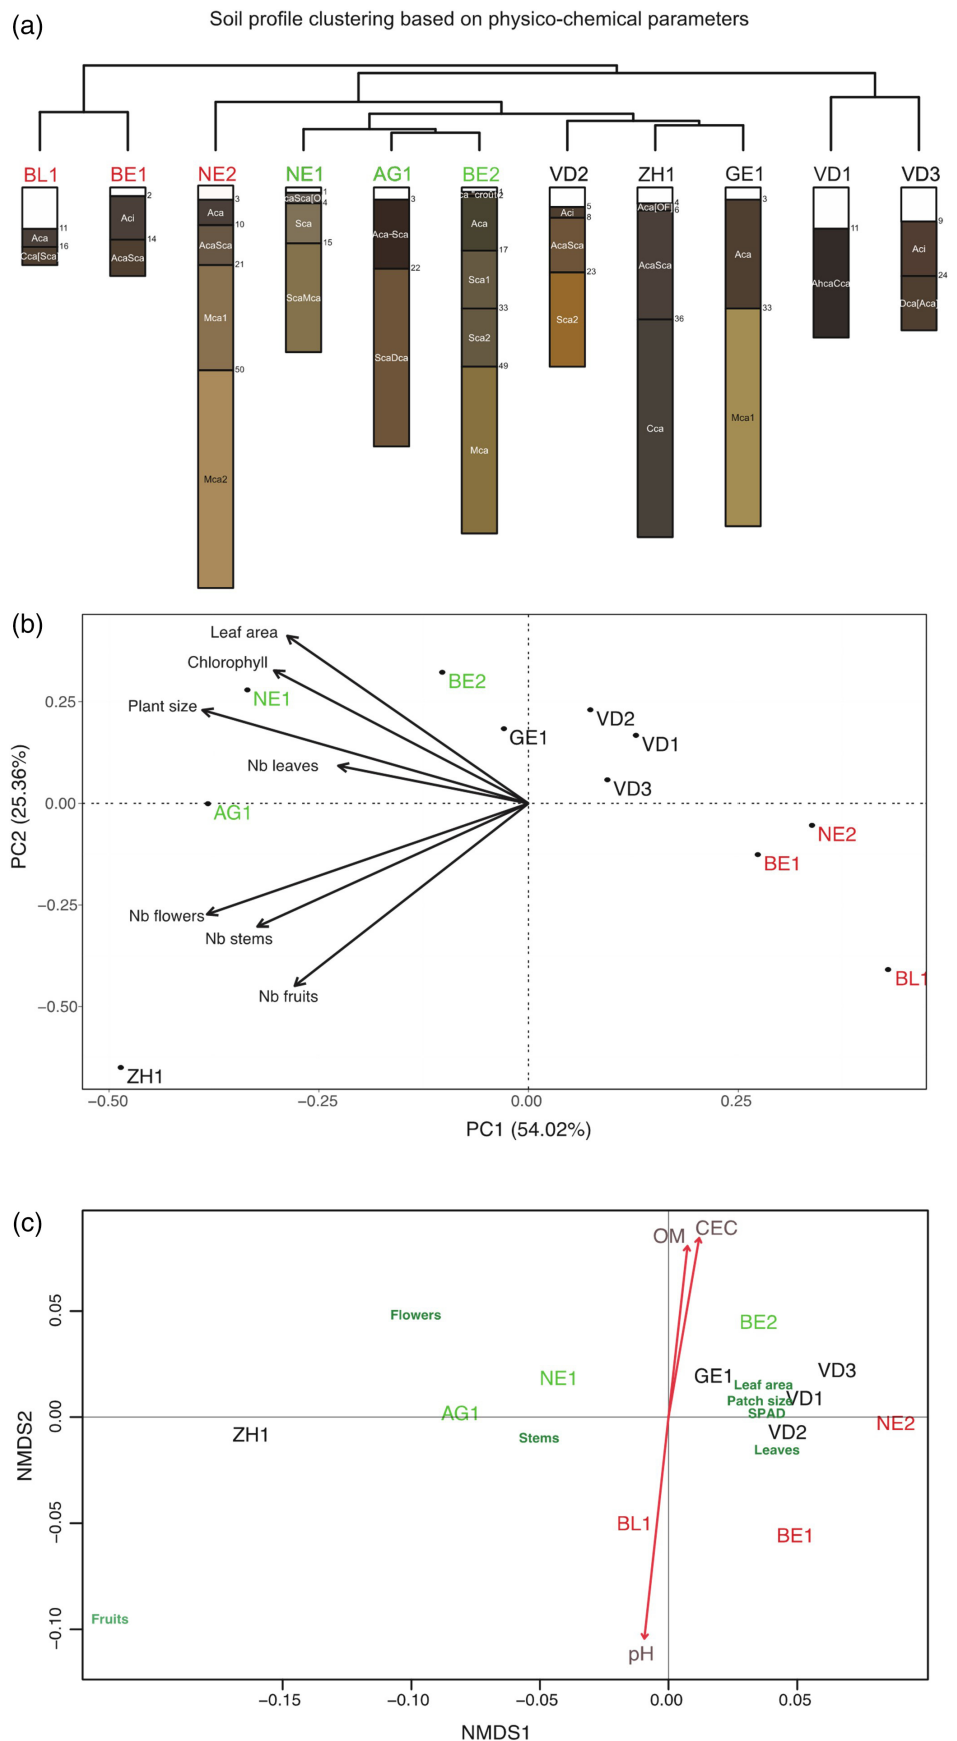 (a)
Soil profile clustering based on physico-chemical parameters
BL1 BE1 NE2 NE1 AG1 BE2 VD2 ZH1 GE1 VD1 VD3
11
Aca
16
Cca[Sca]
2
Aci
14
AcaSca
3
Aca
10
AcaSca
21
Mca1
50
Mca2
1
4
Sca
15
ScaMca
3
Aca-Sca
22
ScaDca
Aca
17
Sca1
33
Sca2
49
Mca
5
Aci
8
AcaSca
23
Sca2
4
6
AcaSca
36
Cca
3
Aca
33
Mca1
11
AhcaCca
9
Aci
24
Dca[Aca]
(b)
Leaf area
Chlorophyll
Plant size
Nb leaves
Nb flowers
Nb stems
Nb fruits
NE1
BE2
GE1
VD2
VD1
VD3
AG1
NE2
BE1
BL1
ZH1
0.25
0.00
−0.25
−0.50
PC2 (25.36%)
−0.50 −0.25 0.00 0.25
PC1 (54.02%)
(c)
OM CEC
Flowers
BE2
NE1
GE1
VD3
Leaf area
Patch size
VD1
AG1
SPAD
NE2
ZH1
Stems
VD2
Leaves
BL1
BE1
Fruits
pH
0.05
0.00
−0.05
−0.10
NMDS2
−0.15 −0.10 −0.05 0.00 0.05
NMDS1